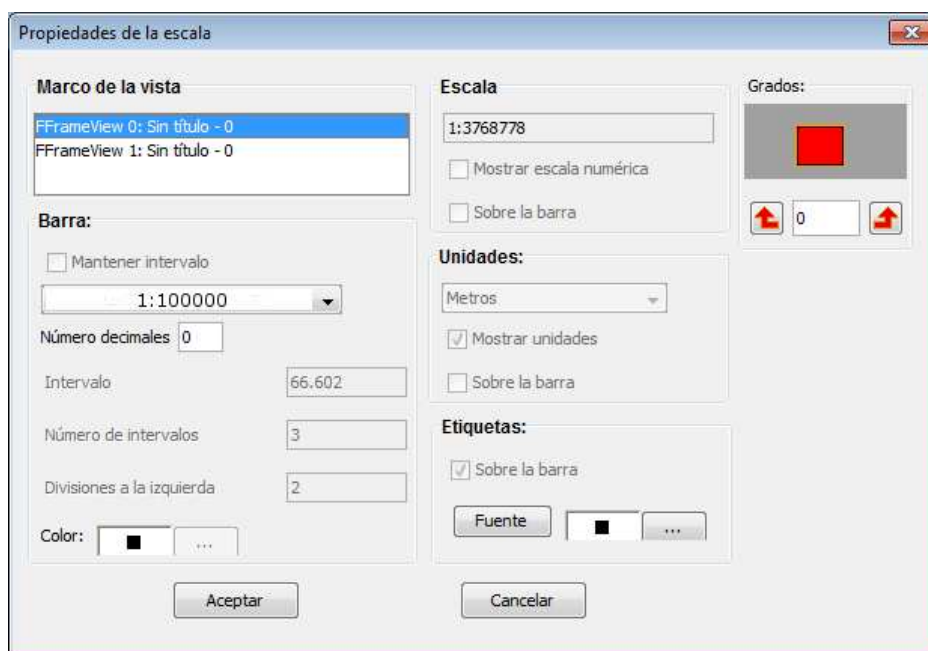 Propiedades de la escala
Marco de la vista
FFrameView 0: Sin título - 0
FFrameView 1: Sin título - 0
Barra:
Mantener intervalo
1:100000
Número decimales 0
Intervalo 66.602
Número de intervalos 3
Divisiones a la izquierda 2
Color: ...
Escala
1:3768778
Mostrar escala numérica
Sobre la barra
Unidades:
Metros
Mostrar unidades
Sobre la barra
Etiquetas:
Sobre la barra
Fuente ...
Grados:
0
Aceptar Cancelar